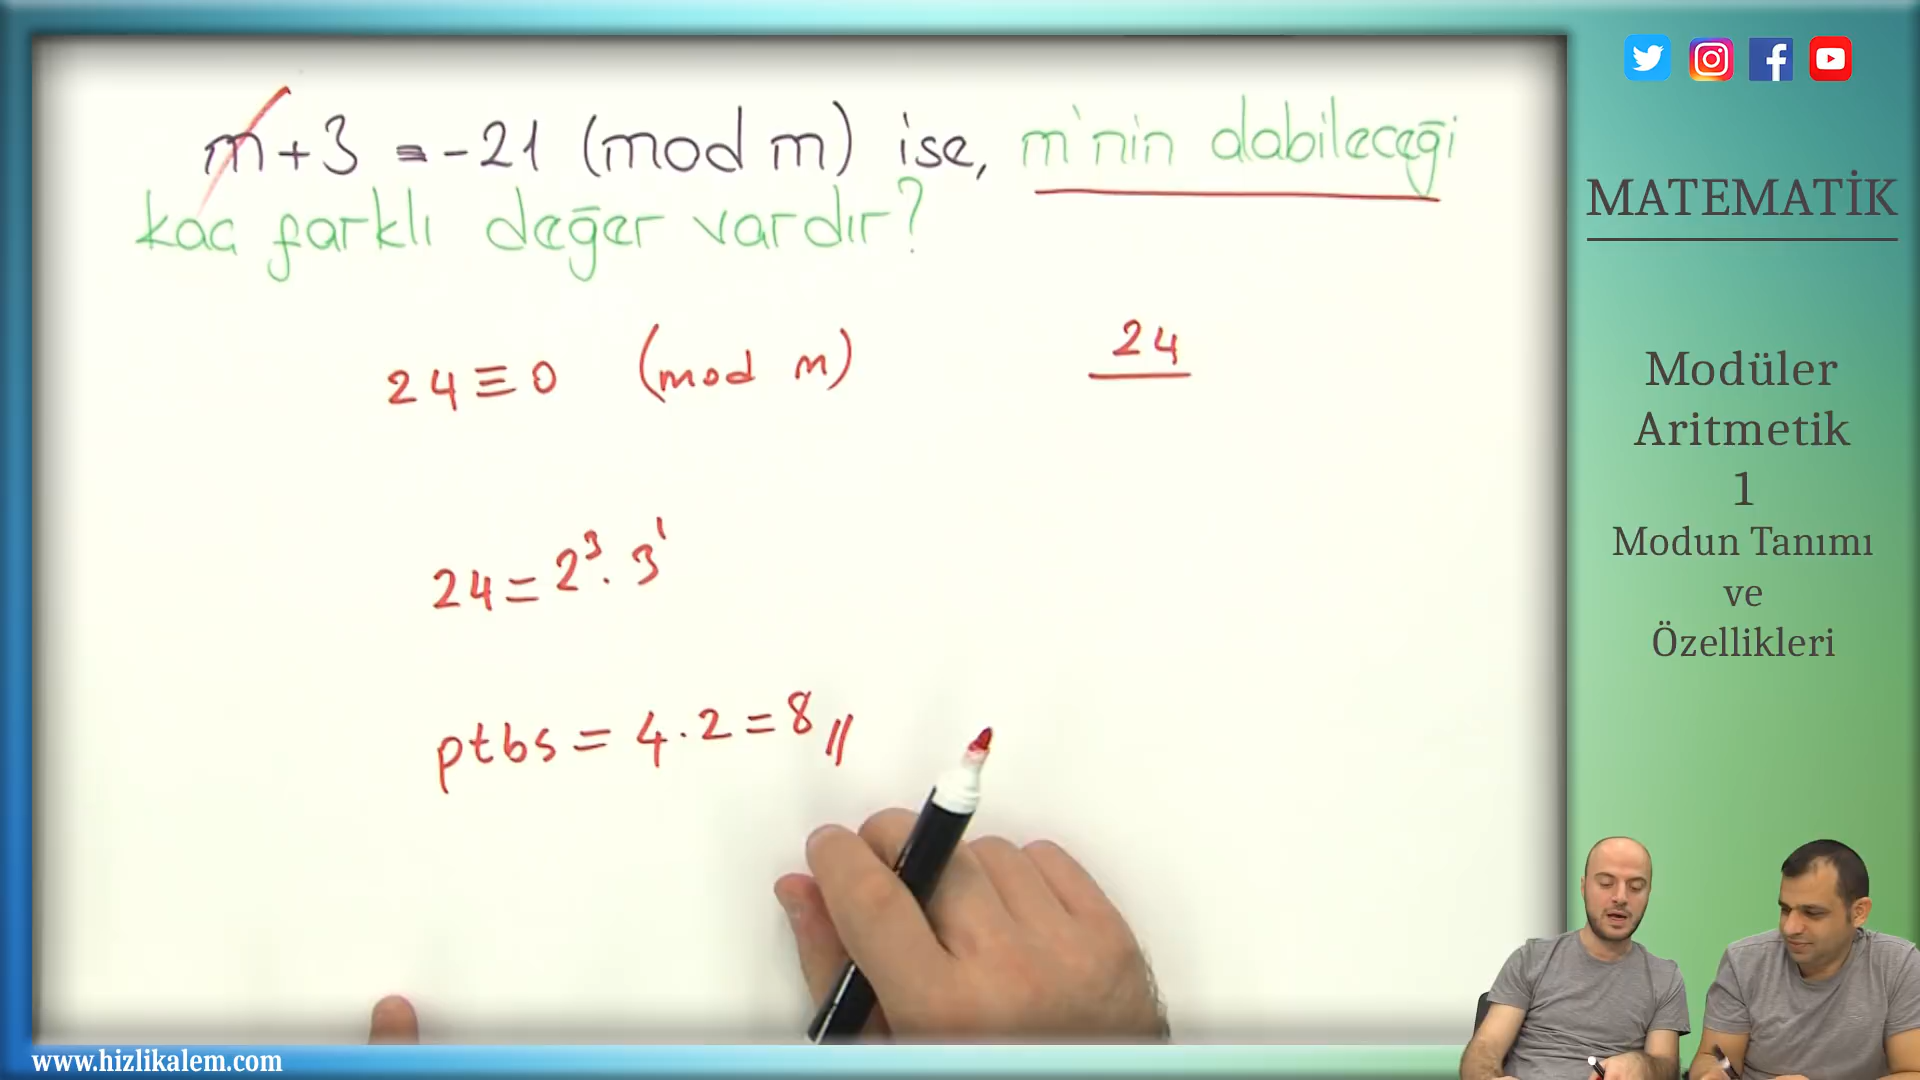 m+3 = -21 (mod m) ise, m'nin alabileceği
kaç farklı değer vardır?
24 ≡ 0 (mod m)
24
24 = 2³ . 3¹
ptbs = 4 . 2 = 8 //
MATEMATİK
Modüler
Aritmetik
1
Modun Tanımı
ve
Özellikleri
www.hizlikalem.com